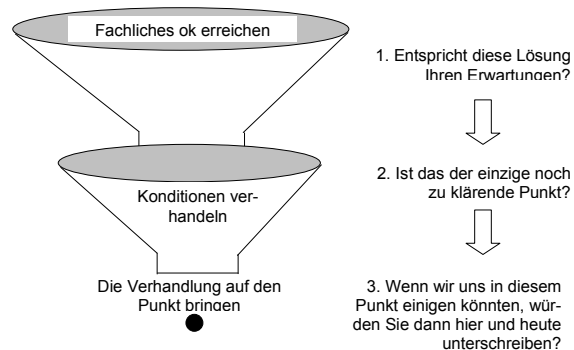 Fachliches ok erreichen
1. Entspricht diese Lösung
Ihren Erwartungen?
Konditionen ver-
handeln
2. Ist das der einzige noch
zu klärende Punkt?
Die Verhandlung auf den
Punkt bringen
3. Wenn wir uns in diesem
Punkt einigen könnten, wür-
den Sie dann hier und heute
unterschreiben?